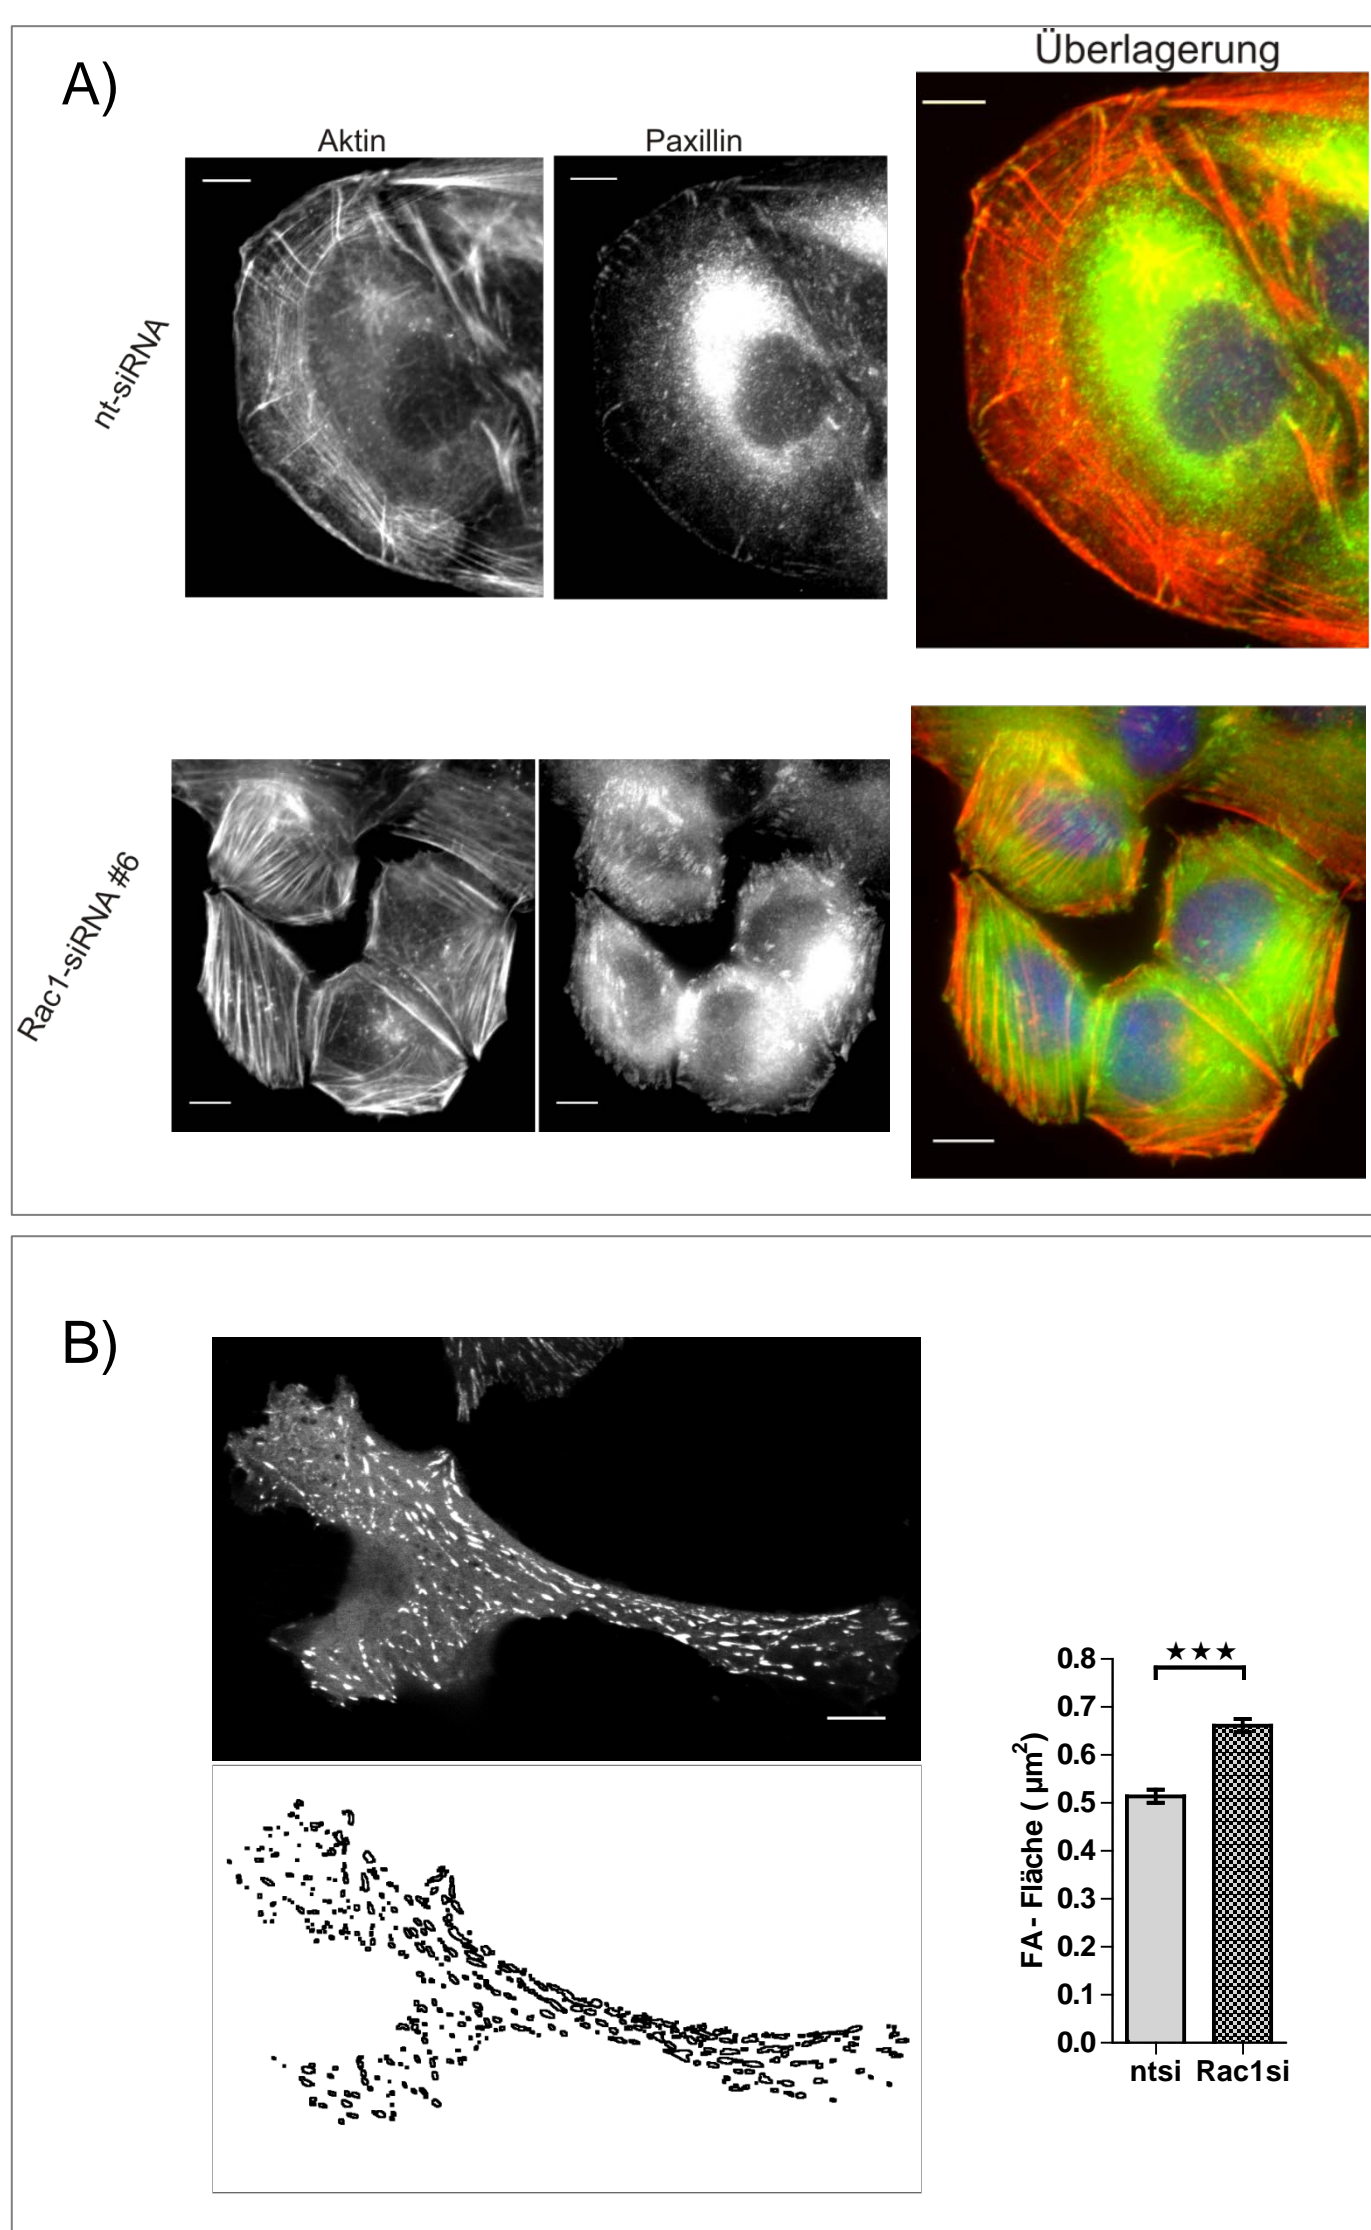 A)
Überlagerung
Aktin
Paxillin
nt-siRNA
Rac1-siRNA #6
B)
★★★
FA - Fläche ( µm²)
0.8
0.7
0.6
0.5
0.4
0.3
0.2
0.1
0.0
ntsi Rac1si